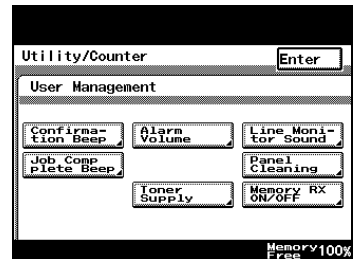 Utility/Counter
Enter
User Management
Confirma-
tion Beep
Alarm
Volume
Line Moni-
tor Sound
Job Comp
plete Beep
Panel
Cleaning
Toner
Supply
Memory RX
ON/OFF
Memory
Free 100%